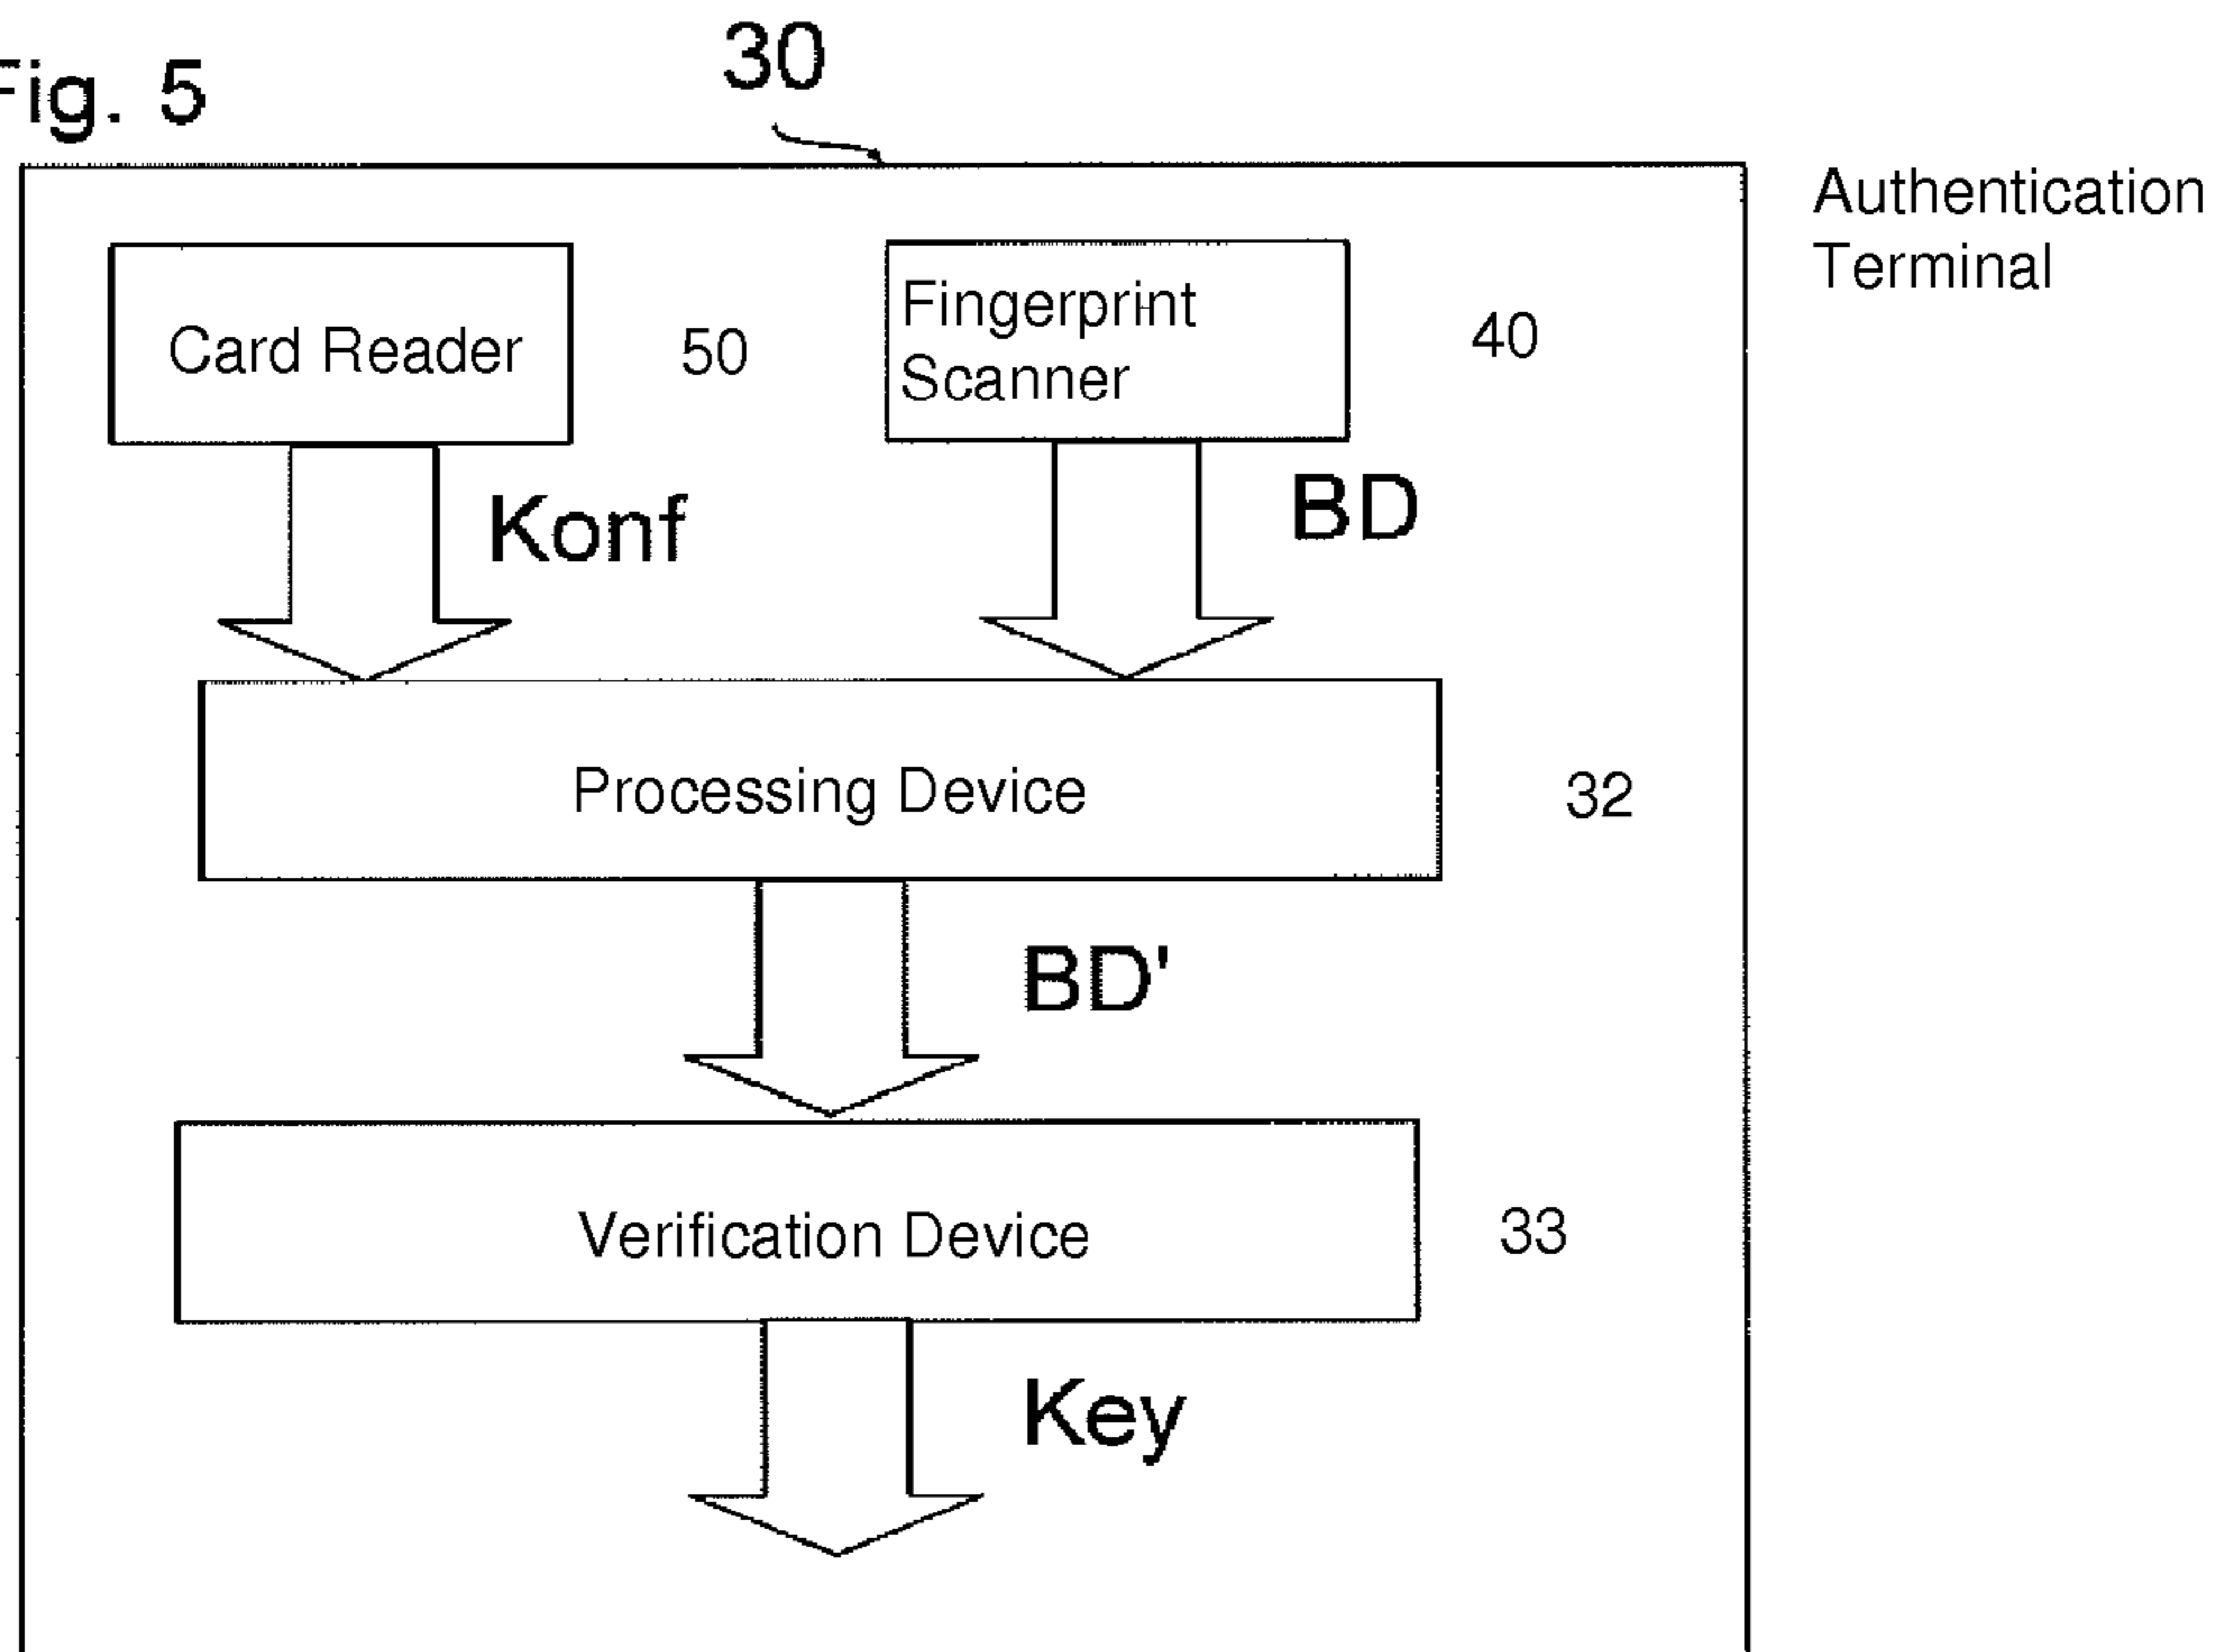 Fig. 5
30
Authentication
Terminal
Card Reader
50
Fingerprint
Scanner
40
Konf
BD
Processing Device
32
BD'
Verification Device
33
Key